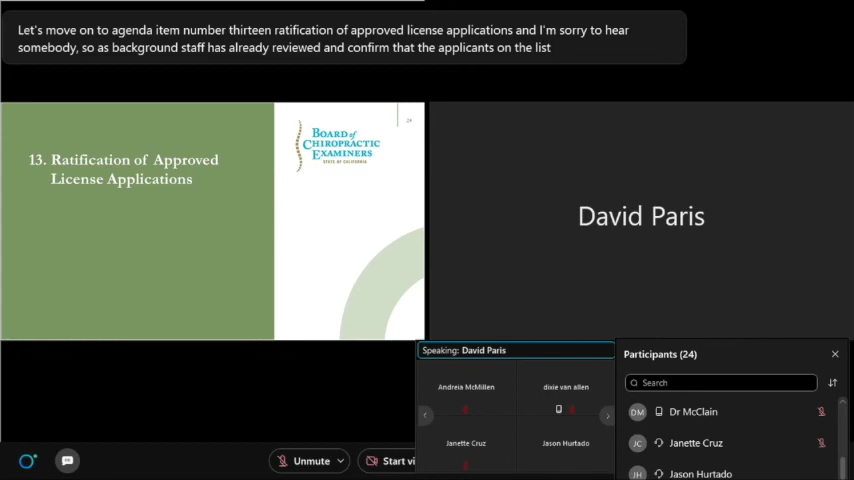 Let's move on to agenda item number thirteen ratification of approved license applications and I'm sorry to hear
somebody, so as background staff has already reviewed and confirm that the applicants on the list
24
13. Ratification of Approved
License Applications
BOARD of
CHIROPRACTIC
EXAMINERS
STATE OF CALIFORNIA
David Paris
Speaking: David Paris
Andreia McMillen
dixie van allen
Janette Cruz
Jason Hurtado
Participants (24)
Search
DM Dr McClain
JC Janette Cruz
JH Jason Hurtado
Unmute
Start vi